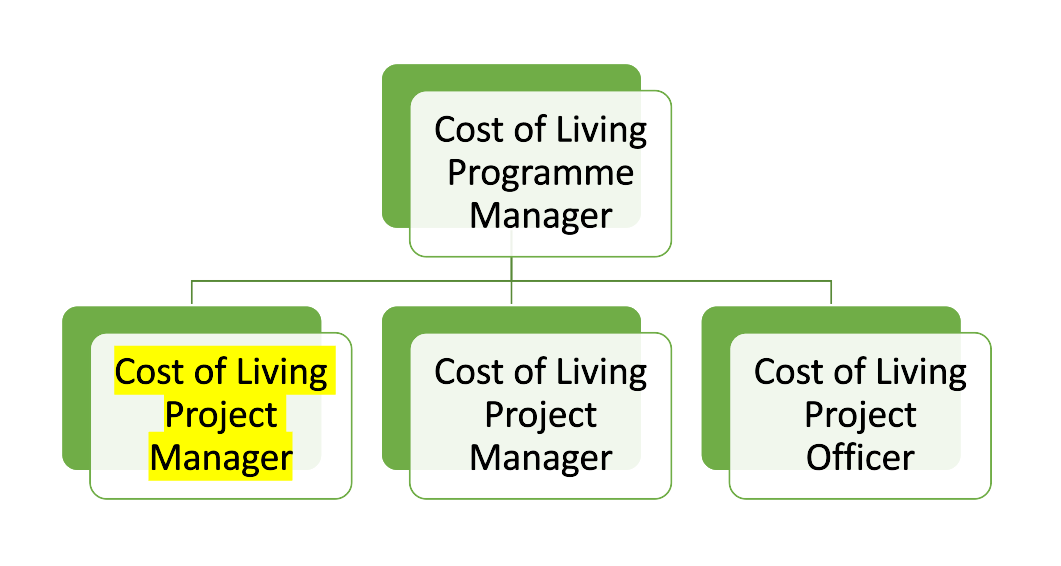 Cost of Living
Programme
Manager
Cost of Living
Project
Manager
Cost of Living
Project
Manager
Cost of Living
Project
Officer